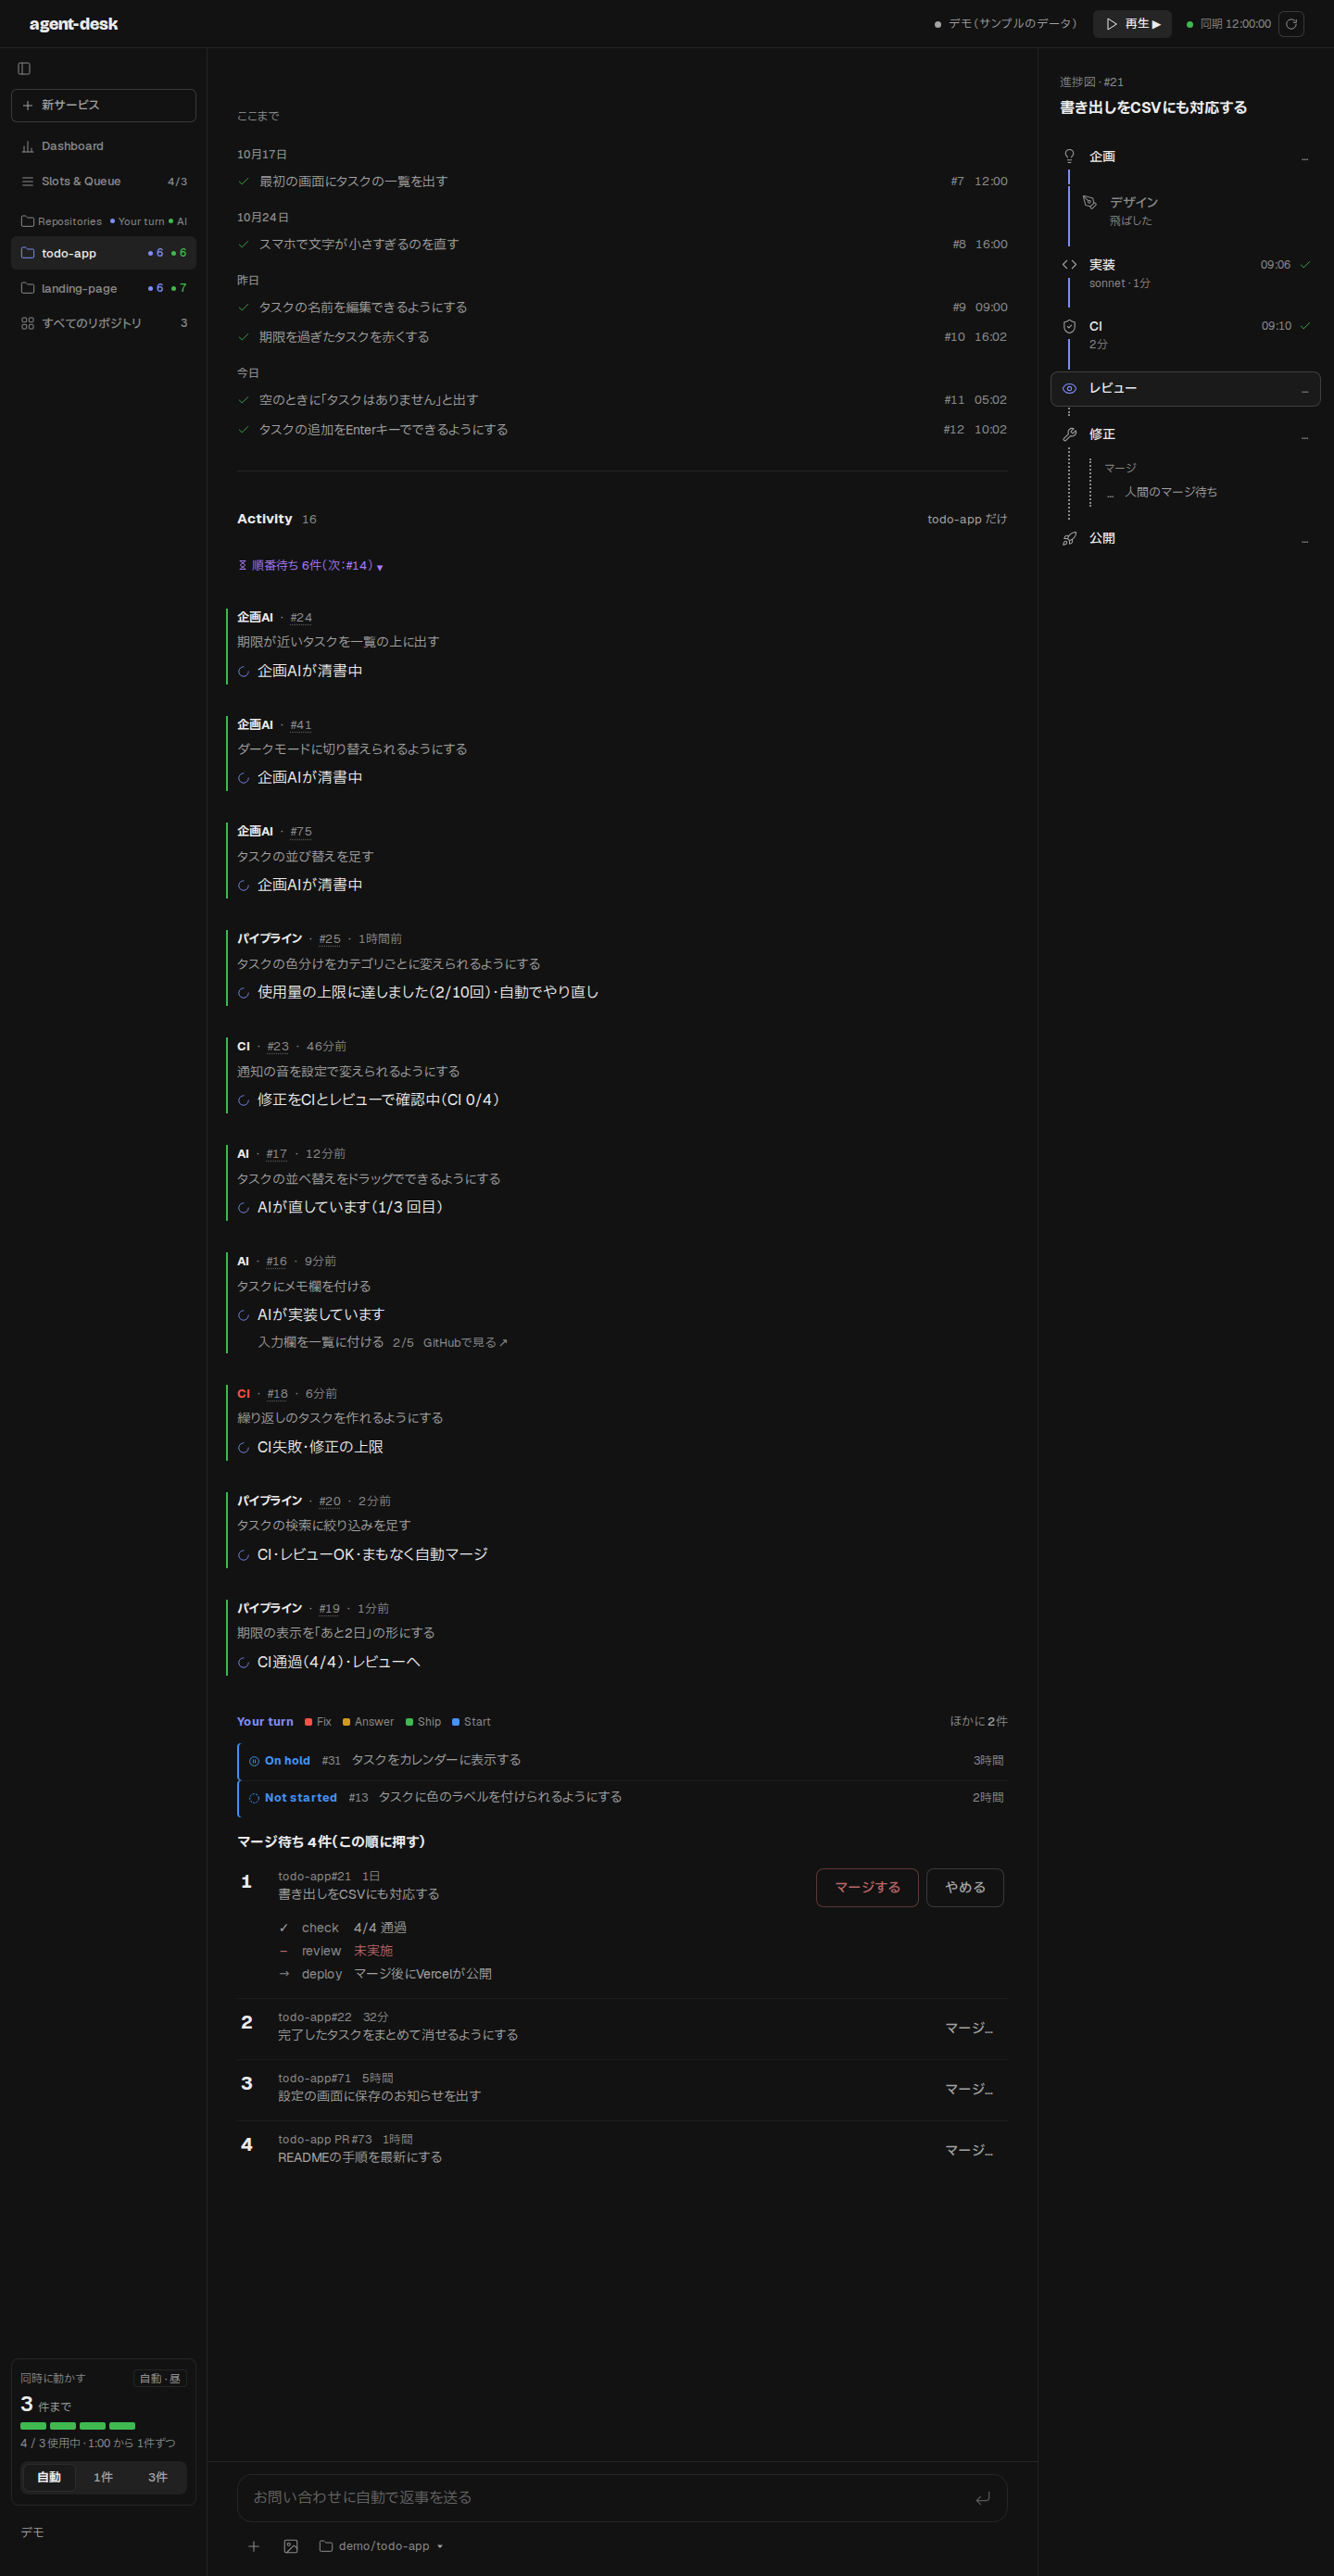 agent-desk
デモ（サンプルのデータ）
再生 ▶
同期 12:00:00
新サービス
Dashboard
Slots & Queue 4/3
Repositories Your turn AI
todo-app 6 6
landing-page 6 7
すべてのリポジトリ 3
ここまで
10月17日
最初の画面にタスクの一覧を出す #7 12:00
10月24日
スマホで文字が小さすぎるのを直す #8 16:00
昨日
タスクの名前を編集できるようにする #9 09:00
期限を過ぎたタスクを赤くする #10 16:02
今日
空のときに「タスクはありません」と出す #11 05:02
タスクの追加をEnterキーでできるようにする #12 10:02
Activity 16 todo-app だけ
順番待ち 6件（次：#14）▼
企画AI · #24
期限が近いタスクを一覧の上に出す
企画AIが清書中
企画AI · #41
ダークモードに切り替えられるようにする
企画AIが清書中
企画AI · #75
タスクの並び替えを足す
企画AIが清書中
パイプライン · #25 · 1時間前
タスクの色分けをカテゴリごとに変えられるようにする
使用量の上限に達しました（2/10回）・自動でやり直し
CI · #23 · 46分前
通知の音を設定で変えられるようにする
修正をCIとレビューで確認中（CI 0/4）
AI · #17 · 12分前
タスクの並べ替えをドラッグでできるようにする
AIが直しています（1/3 回目）
AI · #16 · 9分前
タスクにメモ欄を付ける
AIが実装しています
入力欄を一覧に付ける 2/5 GitHubで見る ↗
CI · #18 · 6分前
繰り返しのタスクを作れるようにする
CI失敗・修正の上限
パイプライン · #20 · 2分前
タスクの検索に絞り込みを足す
CI・レビューOK・まもなく自動マージ
パイプライン · #19 · 1分前
期限の表示を「あと2日」の形にする
CI通過（4/4）・レビューへ
Your turn Fix Answer Ship Start ほかに 2 件
On hold #31 タスクをカレンダーに表示する 3時間
Not started #13 タスクに色のラベルを付けられるようにする 2時間
マージ待ち 4件（この順に押す）
1 todo-app#21 1日
書き出しをCSVにも対応する
マージする やめる
✓ check 4/4 通過
– review 未実施
→ deploy マージ後にVercelが公開
2 todo-app#22 32分
完了したタスクをまとめて消せるようにする
マージ…
3 todo-app#71 5時間
設定の画面に保存のお知らせを出す
マージ…
4 todo-app PR #73 1時間
READMEの手順を最新にする
マージ…
お問い合わせに自動で返事を送る
demo/todo-app
進捗図 · #21
書き出しをCSVにも対応する
企画 …
デザイン
飛ばした
実装 09:06
sonnet · 1分
CI 09:10
2分
レビュー …
修正 …
マージ
… 人間のマージ待ち
公開 …
同時に動かす 自動 · 昼
3 件まで
4 / 3 使用中 · 1:00 から 1件ずつ
自動 1件 3件
デモ